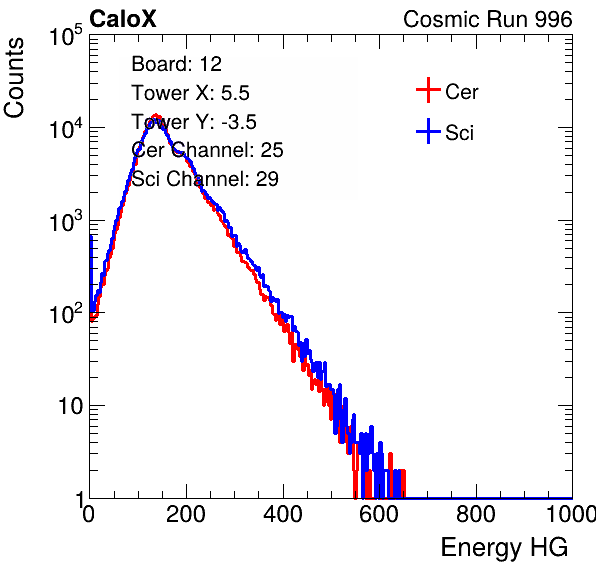 CaloX Cosmic Run 996
Counts
10^5
10^4
10^3
10^2
10
1
Board: 12
Tower X: 5.5
Tower Y: -3.5
Cer Channel: 25
Sci Channel: 29
Cer
Sci
0 200 400 600 800 1000
Energy HG